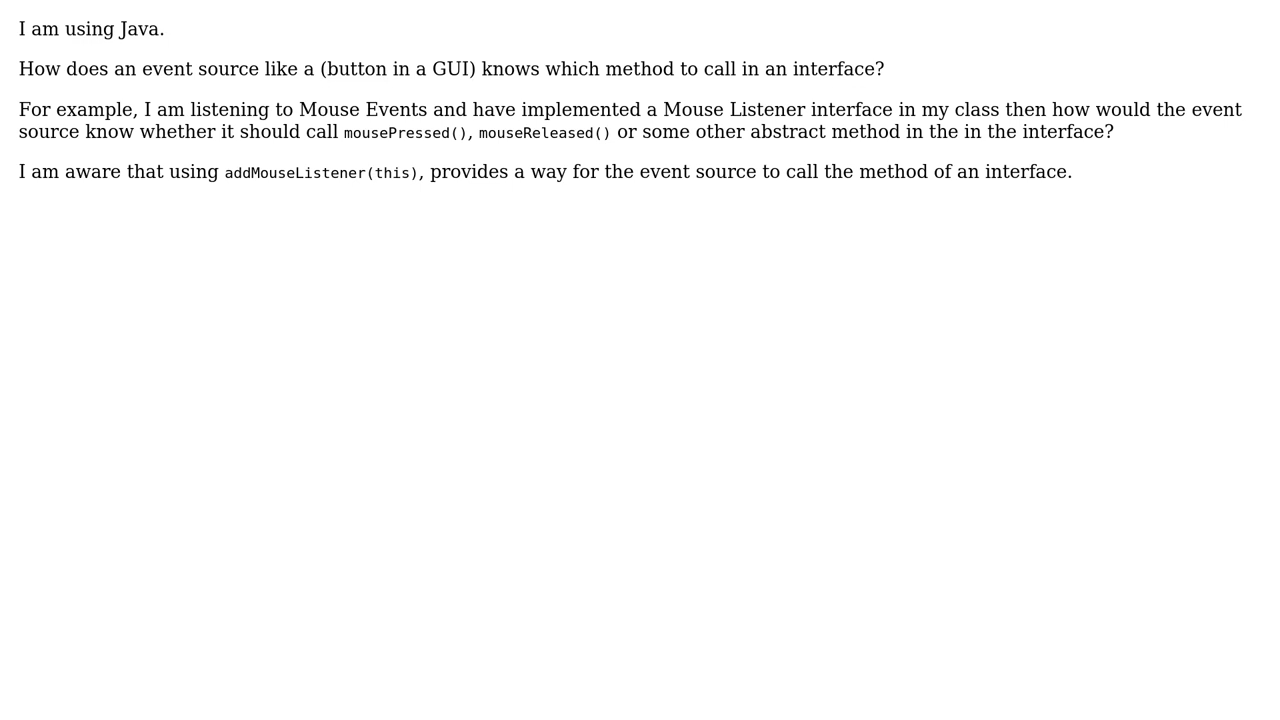 I am using Java.
How does an event source like a (button in a GUI) knows which method to call in an interface?
For example, I am listening to Mouse Events and have implemented a Mouse Listener interface in my class then how would the event
source know whether it should call mousePressed(), mouseReleased() or some other abstract method in the in the interface?
I am aware that using addMouseListener(this), provides a way for the event source to call the method of an interface.